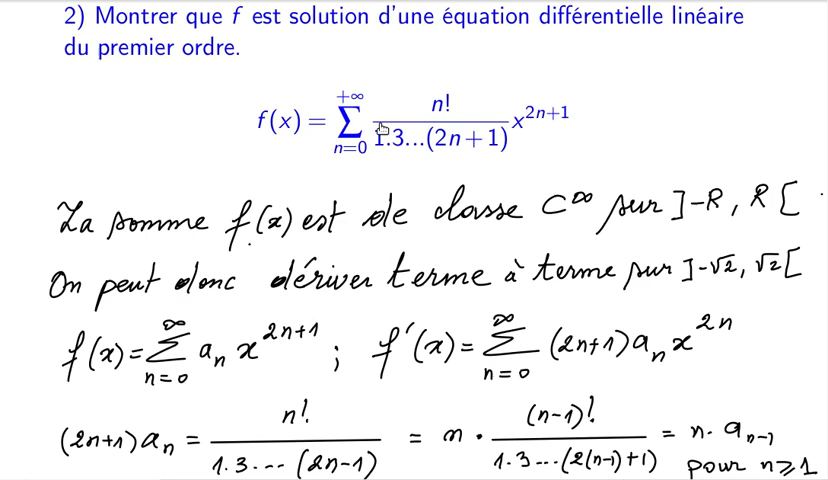 2) Montrer que f est solution d'une équation différentielle linéaire
du premier ordre.
f(x) = ∑_{n=0}^{+∞} n! / (1.3...(2n+1)) x^{2n+1}
La somme f(x) est de classe C^∞ sur ]-R, R[
On peut donc dériver terme à terme sur ]-√2, √2[
f(x) = ∑_{n=0}^{∞} a_n x^{2n+1} ; f'(x) = ∑_{n=0}^{∞} (2n+1) a_n x^{2n}
(2n+1) a_n = n! / (1.3.... (2n-1)) = n . (n-1)! / (1.3...(2(n-1)+1)) = n. a_{n-1}
pour n≥1